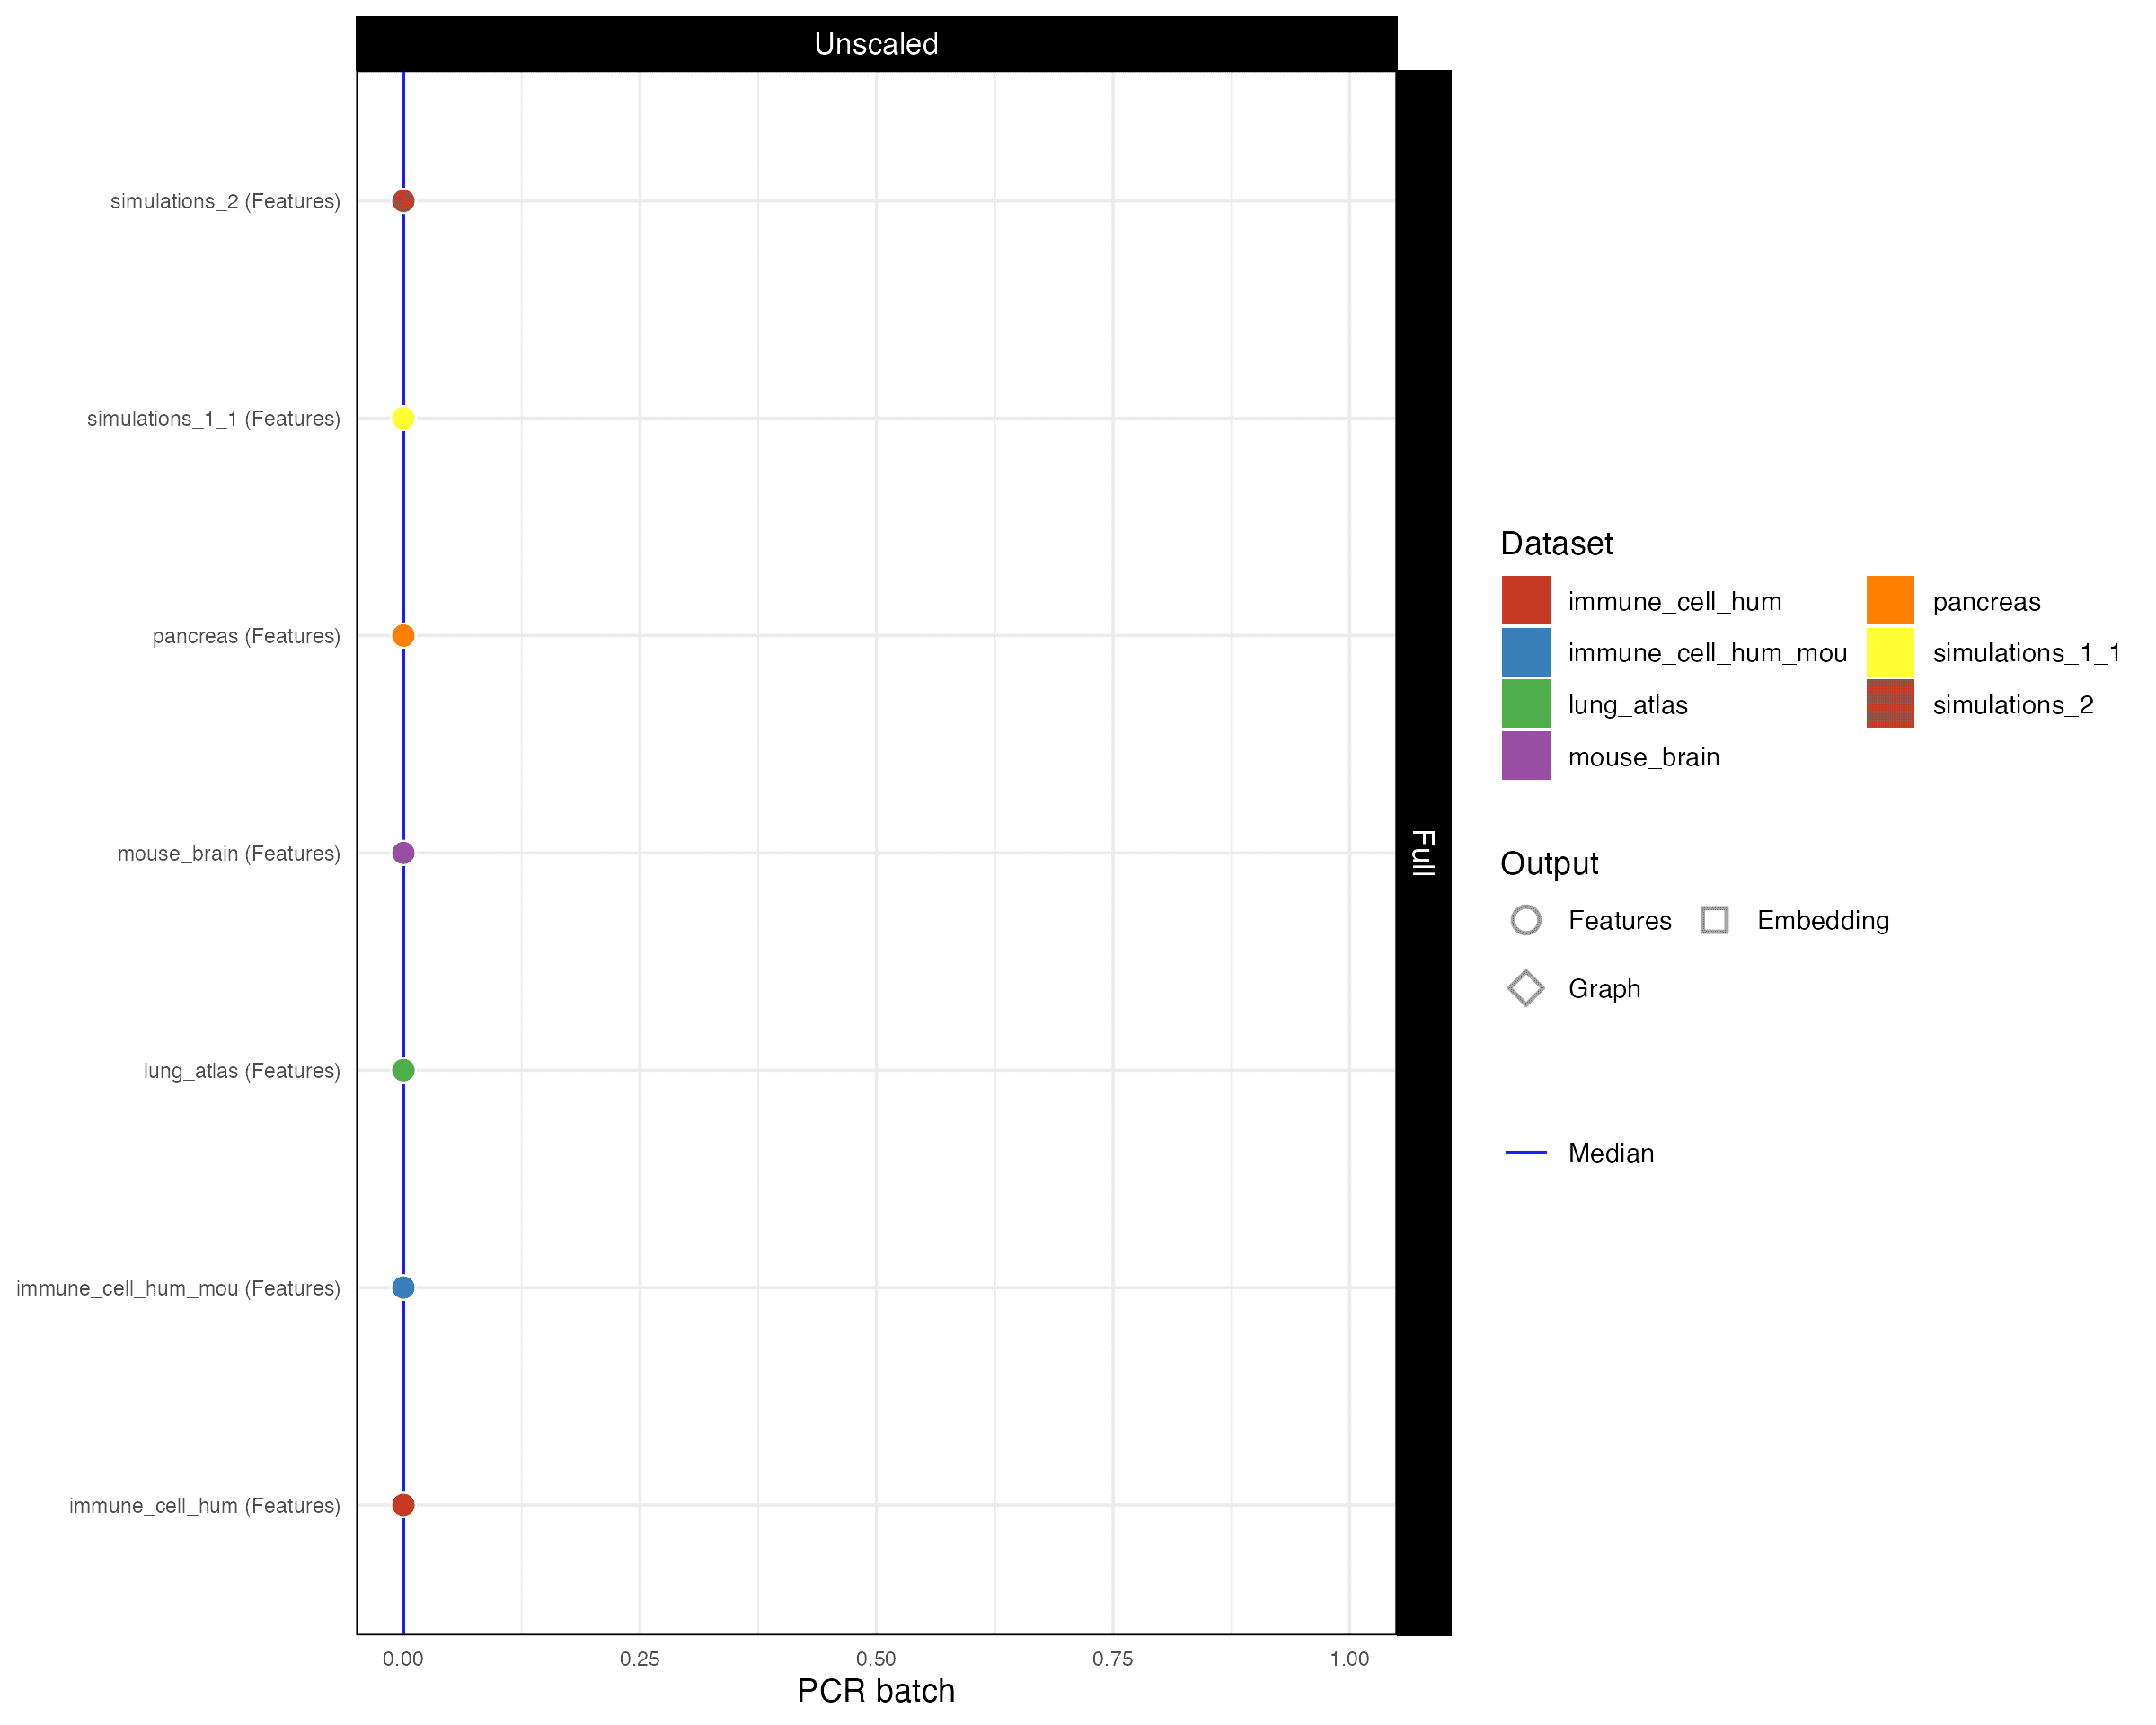 Unscaled
simulations_2 (Features)
simulations_1_1 (Features)
pancreas (Features)
mouse_brain (Features)
lung_atlas (Features)
immune_cell_hum_mou (Features)
immune_cell_hum (Features)
0.00 0.25 0.50 0.75 1.00
PCR batch
Full
Dataset
immune_cell_hum pancreas
immune_cell_hum_mou simulations_1_1
lung_atlas simulations_2
mouse_brain
Output
Features Embedding
Graph
Median